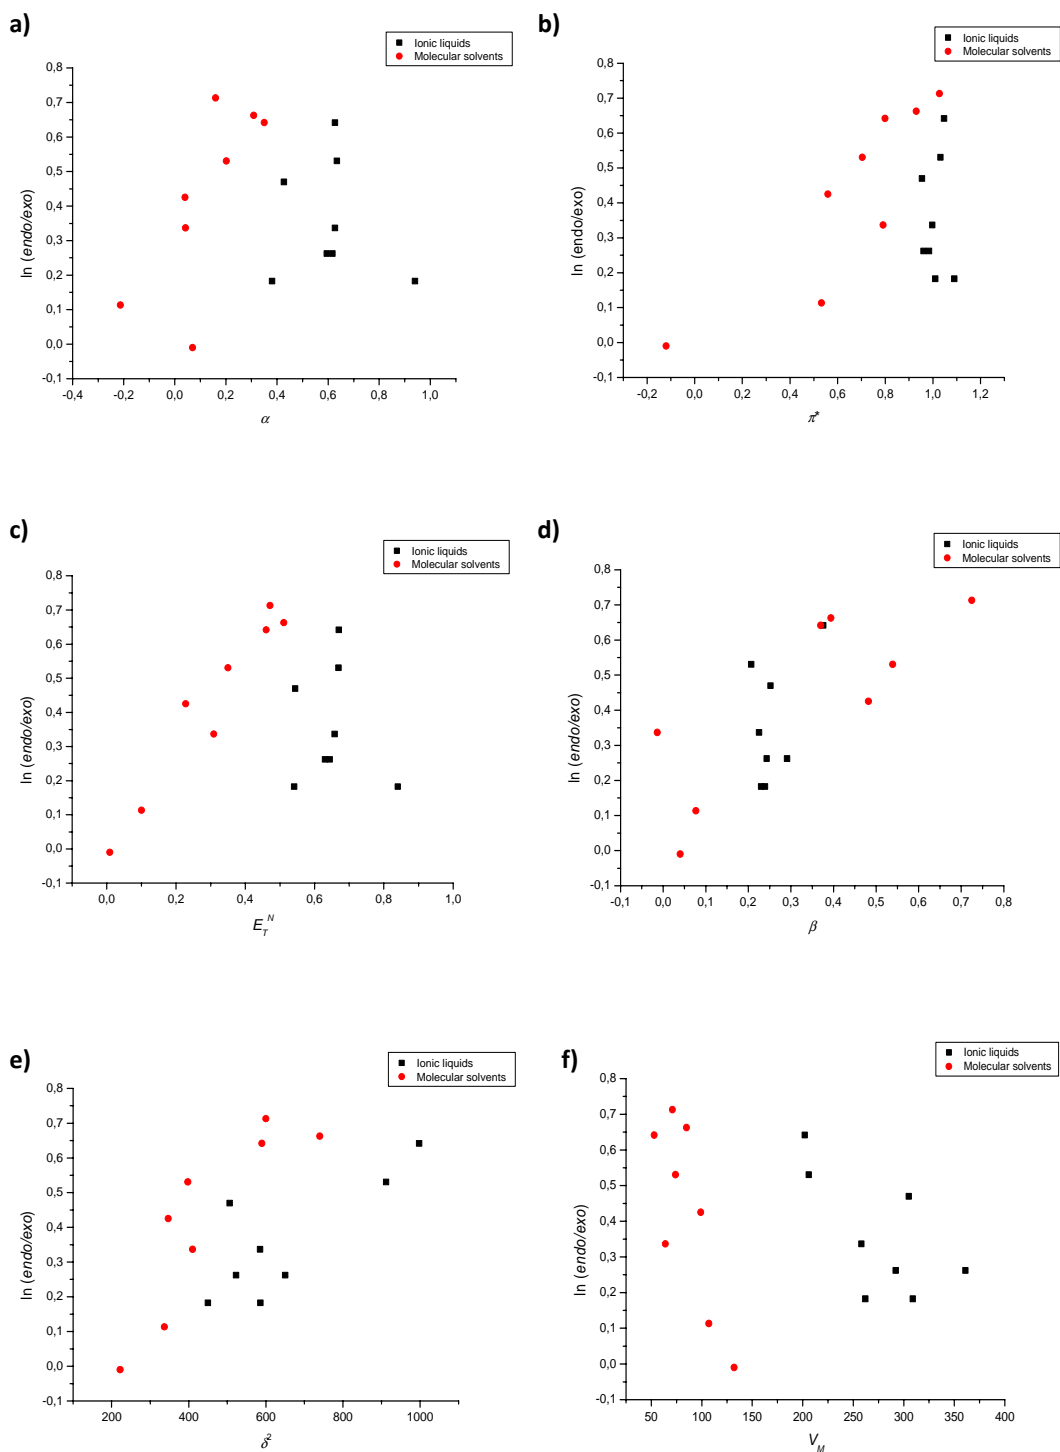 a)
Ionic liquids
Molecular solvents
0,8
0,7
0,6
0,5
0,4
0,3
0,2
0,1
0,0
-0,1
ln (endo/exo)
-0,4 -0,2 0,0 0,2 0,4 0,6 0,8 1,0
α
b)
Ionic liquids
Molecular solvents
0,8
0,7
0,6
0,5
0,4
0,3
0,2
0,1
0,0
-0,1
ln (endo/exo)
-0,2 0,0 0,2 0,4 0,6 0,8 1,0 1,2
π*
c)
Ionic liquids
Molecular solvents
0,8
0,7
0,6
0,5
0,4
0,3
0,2
0,1
0,0
-0,1
ln (endo/exo)
0,0 0,2 0,4 0,6 0,8 1,0
E_T^N
d)
Ionic liquids
Molecular solvents
0,8
0,7
0,6
0,5
0,4
0,3
0,2
0,1
0,0
-0,1
ln (endo/exo)
-0,1 0,0 0,1 0,2 0,3 0,4 0,5 0,6 0,7 0,8
β
e)
Ionic liquids
Molecular solvents
0,8
0,7
0,6
0,5
0,4
0,3
0,2
0,1
0,0
-0,1
ln (endo/exo)
200 400 600 800 1000
δ²
f)
Ionic liquids
Molecular solvents
0,8
0,7
0,6
0,5
0,4
0,3
0,2
0,1
0,0
-0,1
ln (endo/exo)
50 100 150 200 250 300 350 400
V_M